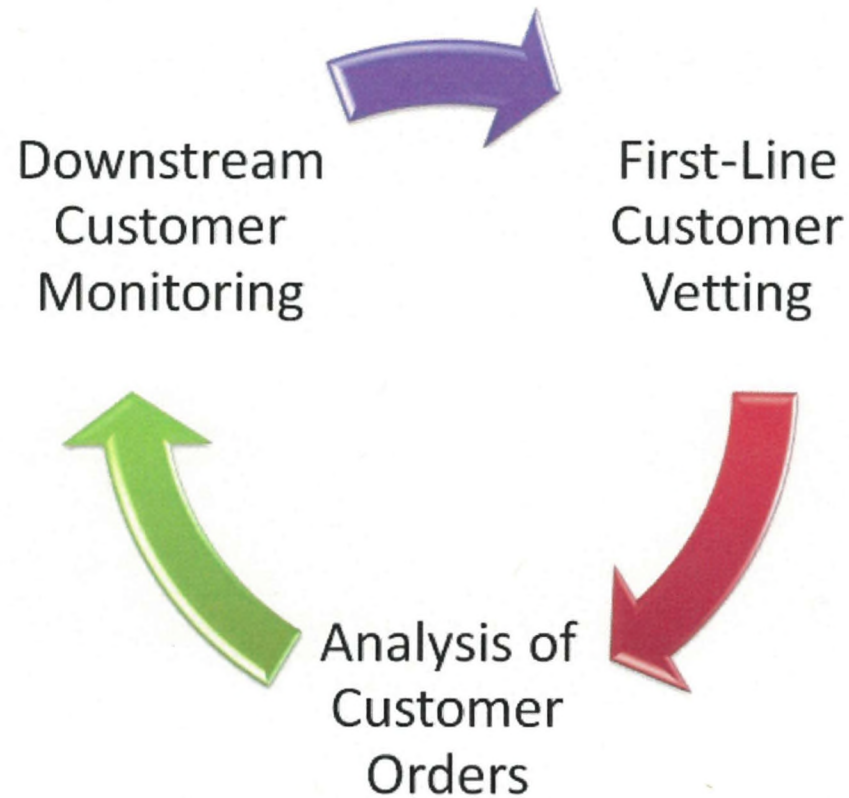 Downstream
Customer
Monitoring
First-Line
Customer
Vetting
Analysis of
Customer
Orders